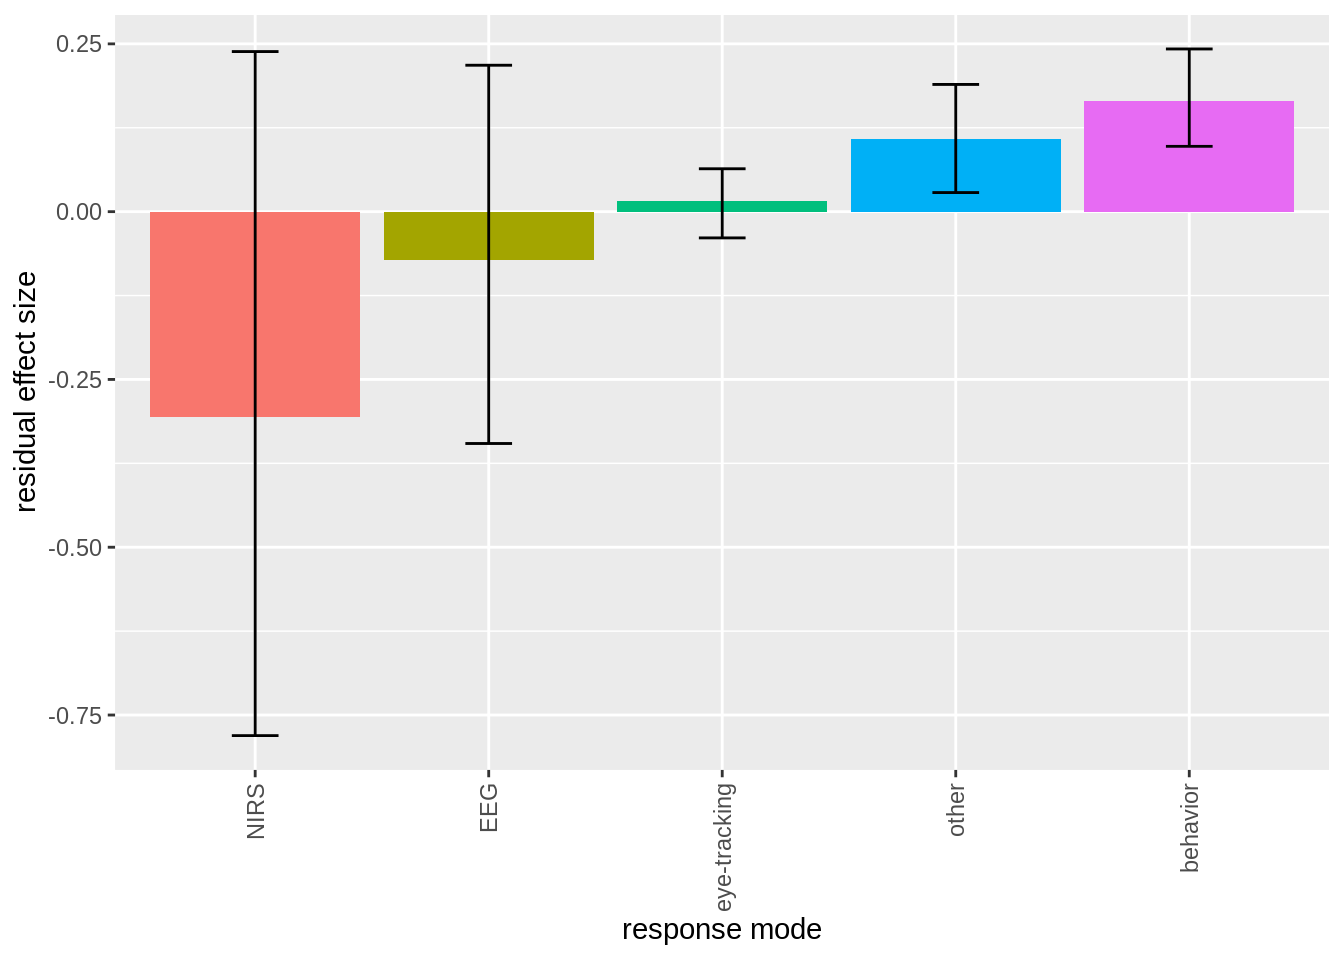 residual effect size
0.25
0.00
-0.25
-0.50
-0.75
NIRS
EEG
eye-tracking
other
behavior
response mode